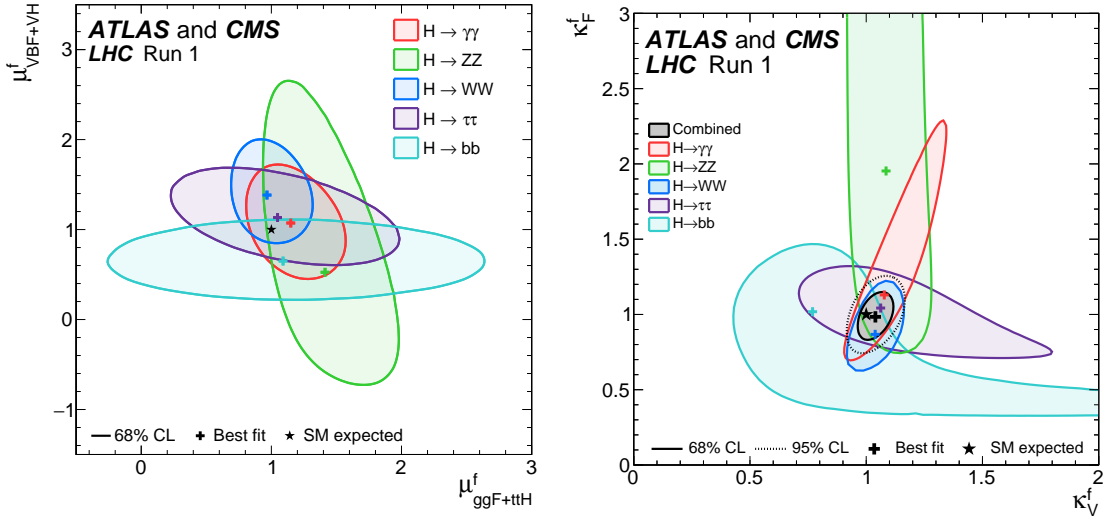 μ^f_VBF+VH
3
2
1
0
−1
ATLAS and CMS
LHC Run 1
H → γγ
H → ZZ
H → WW
H → ττ
H → bb
68% CL Best fit SM expected
0 1 2 3
μ^f_ggF+ttH
κ^f_F
3
2.5
2
1.5
1
0.5
0
ATLAS and CMS
LHC Run 1
Combined
H→γγ
H→ZZ
H→WW
H→ττ
H→bb
68% CL 95% CL Best fit SM expected
0 0.5 1 1.5 2
κ^f_V